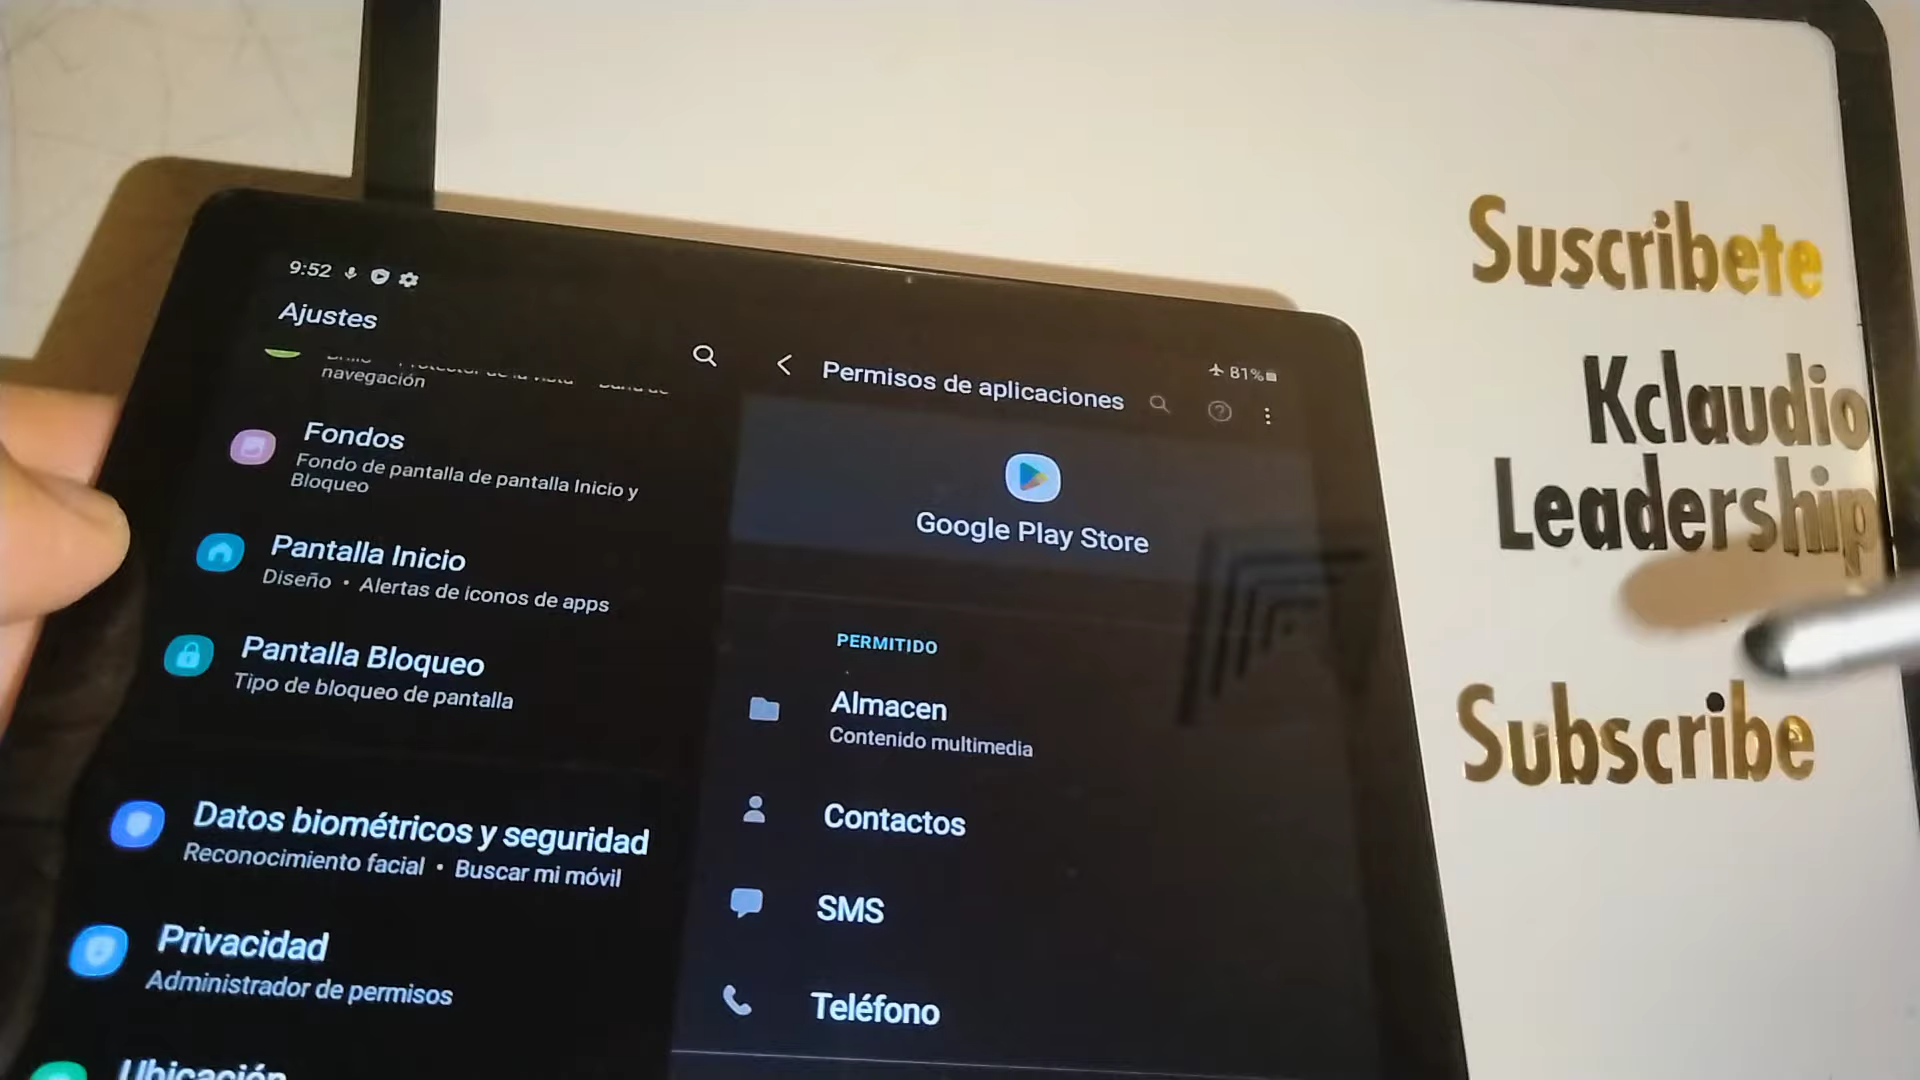 9:52
Ajustes
navegación
Fondos
Fondo de pantalla de pantalla Inicio y
Bloqueo
Pantalla Inicio
Diseño • Alertas de iconos de apps
Pantalla Bloqueo
Tipo de bloqueo de pantalla
Datos biométricos y seguridad
Reconocimiento facial • Buscar mi móvil
Privacidad
Administrador de permisos
Ubicación
81%
Permisos de aplicaciones
Google Play Store
PERMITIDO
Almacen
Contenido multimedia
Contactos
SMS
Teléfono
Suscribete
Kclaudio
Leadership
Subscribe